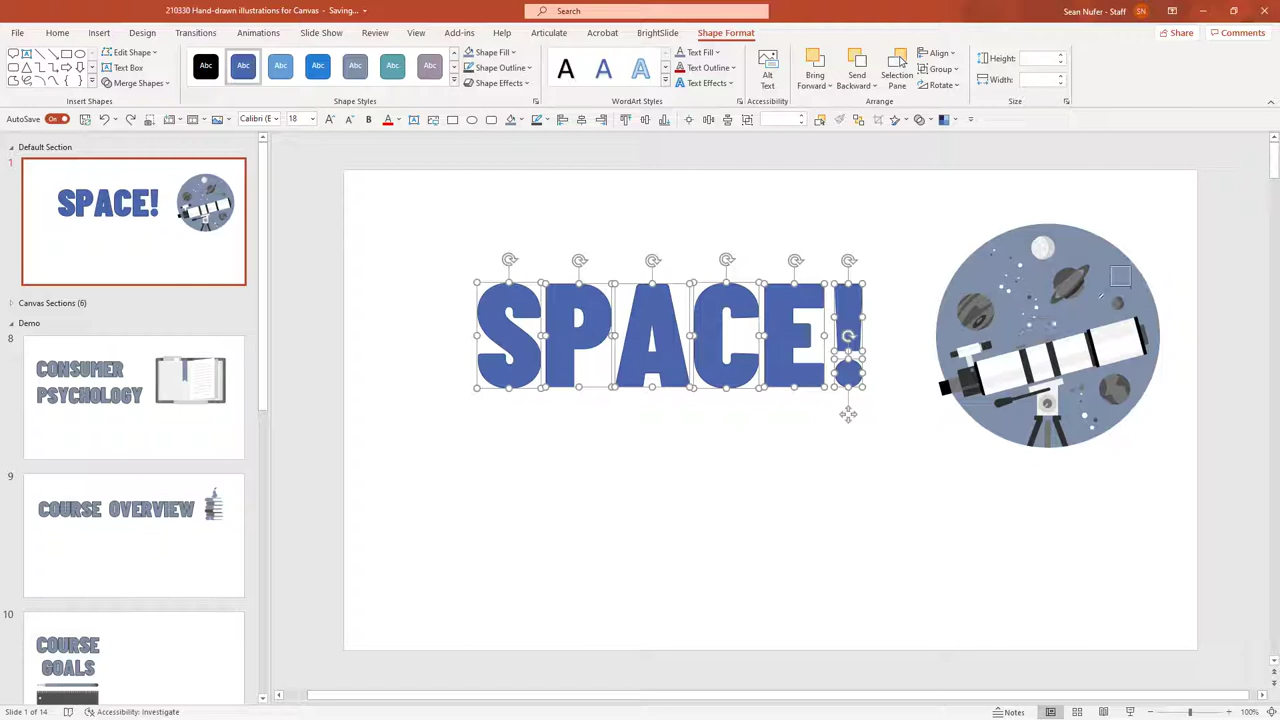 210330 Hand-drawn illustrations for Canvas - Saving...
Search
Sean Nufer - Staff
SN
File
Home
Insert
Design
Transitions
Animations
Slide Show
Review
View
Add-ins
Help
Articulate
Acrobat
BrightSlide
Shape Format
Share
Comments
Edit Shape
Text Box
Merge Shapes
Insert Shapes
Abc Abc Abc Abc Abc Abc Abc
Shape Fill
Shape Outline
Shape Effects
Shape Styles
A A A
Text Fill
Text Outline
Text Effects
WordArt Styles
Alt
Text
Accessibility
Bring
Forward
Send
Backward
Selection
Pane
Align
Group
Rotate
Arrange
Height:
Width:
Size
AutoSave
On
Calibri (E
18
Default Section
1
SPACE!
Canvas Sections (6)
Demo
8
CONSUMER
PSYCHOLOGY
9
COURSE OVERVIEW
10
COURSE
GOALS
SPACE!
Slide 1 of 14
Accessibility: Investigate
Notes
100%